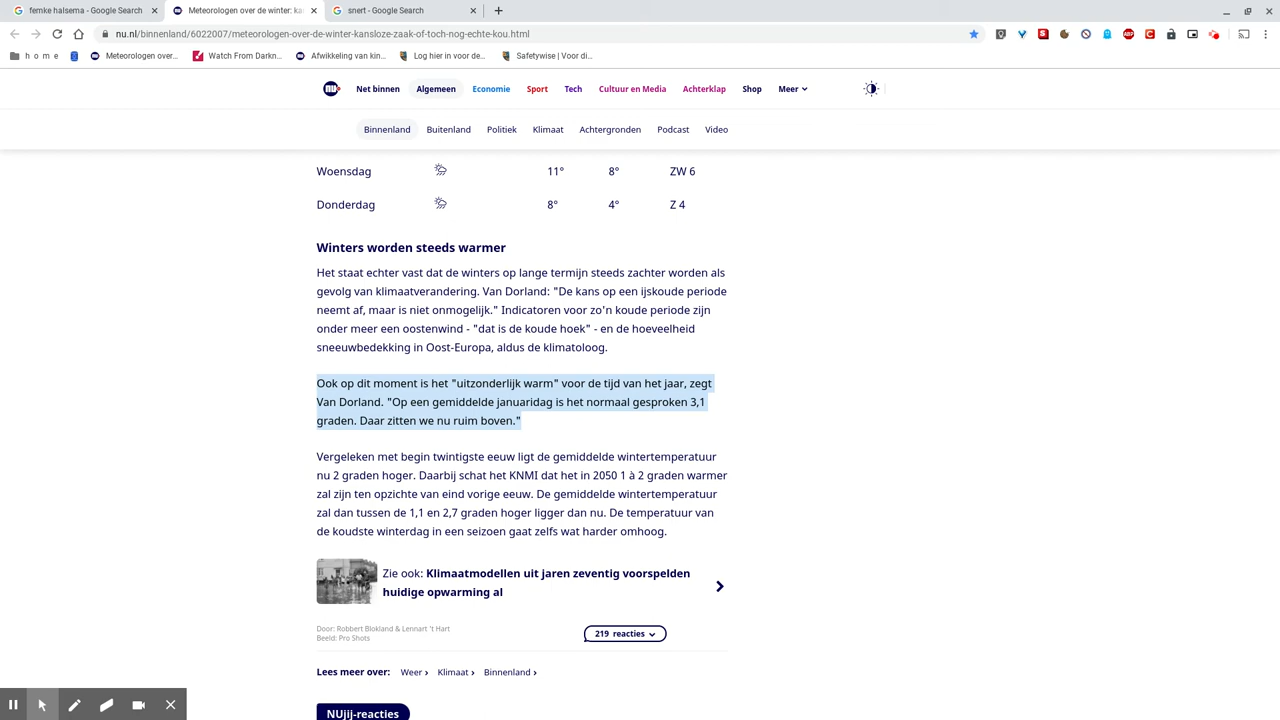 femke halsema - Google Search
Meteorologen over de winter: ka
snert - Google Search
nu.nl/binnenland/6022007/meteorologen-over-de-winter-kansloze-zaak-of-toch-nog-echte-kou.html
h o m e
Meteorologen over...
Watch From Darkn...
Afwikkeling van kin...
Log hier in voor de...
Safetywise | Voor di...
NU
Net binnen
Algemeen
Economie
Sport
Tech
Cultuur en Media
Achterklap
Shop
Meer
Binnenland
Buitenland
Politiek
Klimaat
Achtergronden
Podcast
Video
Woensdag 11° 8° ZW 6
Donderdag 8° 4° Z 4
Winters worden steeds warmer
Het staat echter vast dat de winters op lange termijn steeds zachter worden als
gevolg van klimaatverandering. Van Dorland: "De kans op een ijskoude periode
neemt af, maar is niet onmogelijk." Indicatoren voor zo'n koude periode zijn
onder meer een oostenwind - "dat is de koude hoek" - en de hoeveelheid
sneeuwbedekking in Oost-Europa, aldus de klimatoloog.
Ook op dit moment is het "uitzonderlijk warm" voor de tijd van het jaar, zegt
Van Dorland. "Op een gemiddelde januaridag is het normaal gesproken 3,1
graden. Daar zitten we nu ruim boven."
Vergeleken met begin twintigste eeuw ligt de gemiddelde wintertemperatuur
nu 2 graden hoger. Daarbij schat het KNMI dat het in 2050 1 à 2 graden warmer
zal zijn ten opzichte van eind vorige eeuw. De gemiddelde wintertemperatuur
zal dan tussen de 1,1 en 2,7 graden hoger ligger dan nu. De temperatuur van
de koudste winterdag in een seizoen gaat zelfs wat harder omhoog.
Zie ook: Klimaatmodellen uit jaren zeventig voorspelden
huidige opwarming al
Door: Robbert Blokland & Lennart 't Hart
Beeld: Pro Shots
219 reacties
Lees meer over: Weer Klimaat Binnenland
NUjij-reacties